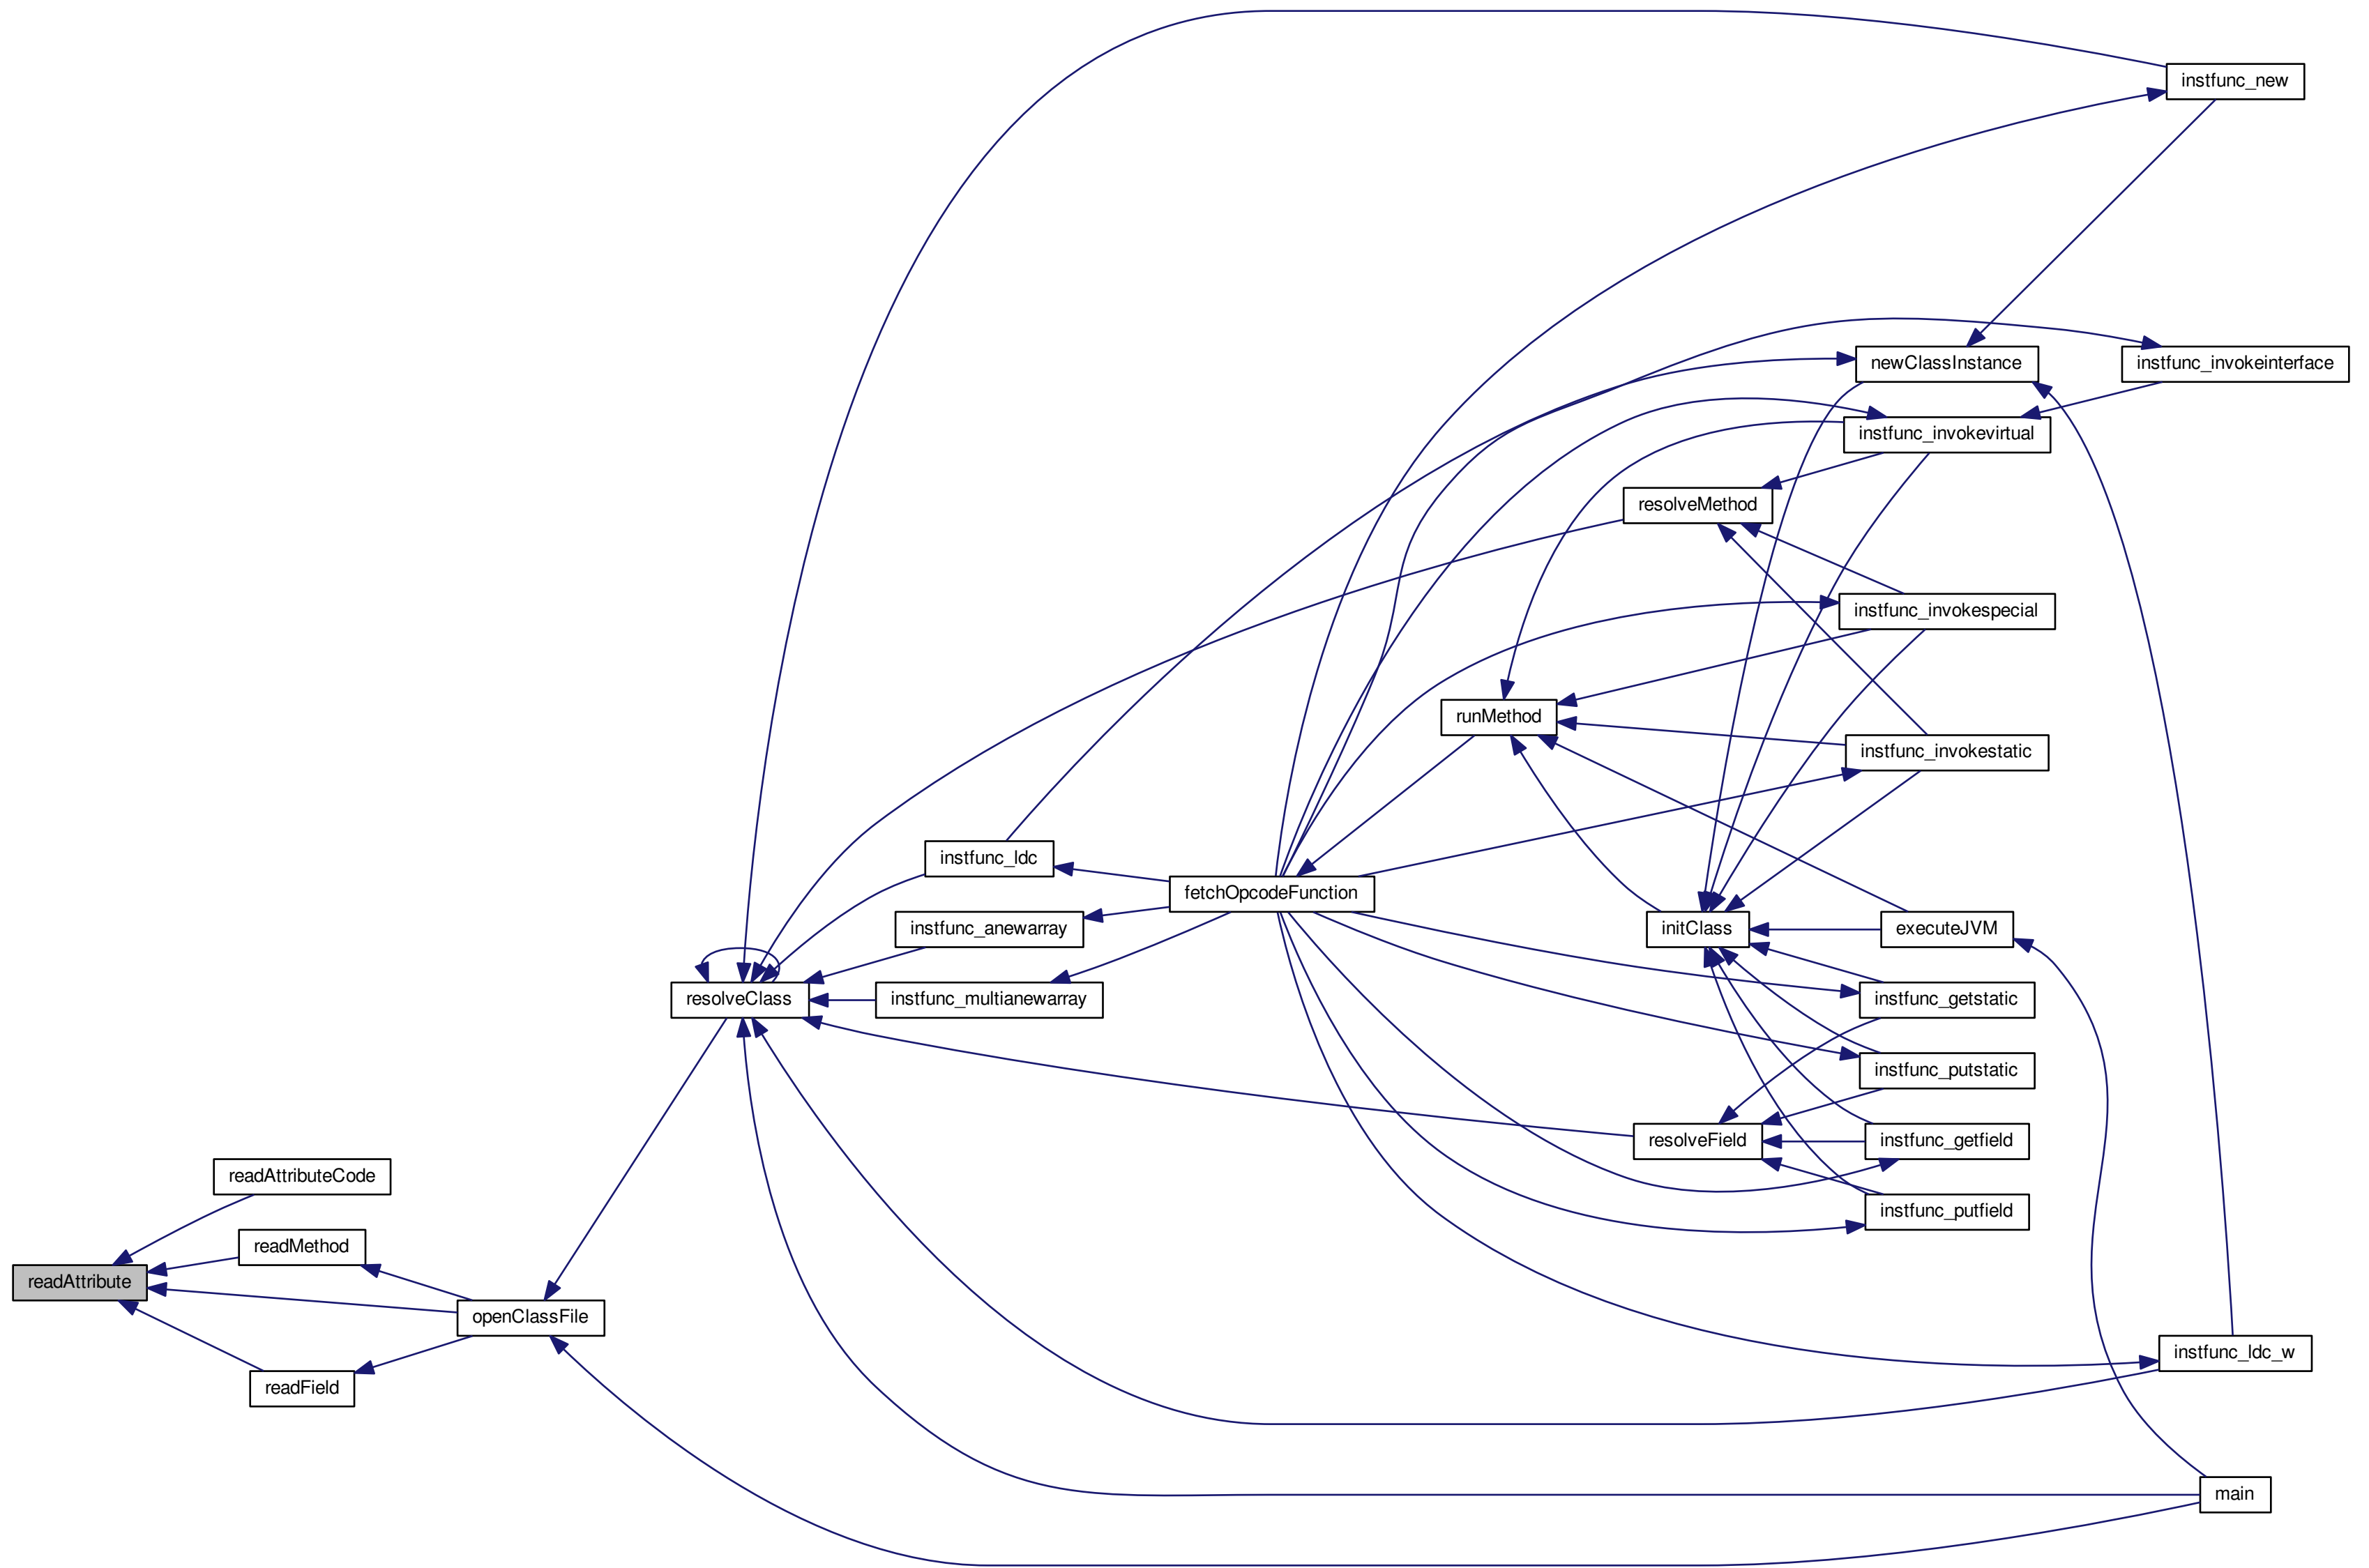 instfunc_new
newClassInstance
instfunc_invokeinterface
instfunc_invokevirtual
resolveMethod
instfunc_invokespecial
runMethod
instfunc_invokestatic
instfunc_ldc
fetchOpcodeFunction
instfunc_anewarray
initClass
executeJVM
resolveClass
instfunc_multianewarray
instfunc_getstatic
instfunc_putstatic
resolveField
instfunc_getfield
readAttributeCode
instfunc_putfield
readMethod
readAttribute
openClassFile
instfunc_ldc_w
readField
main